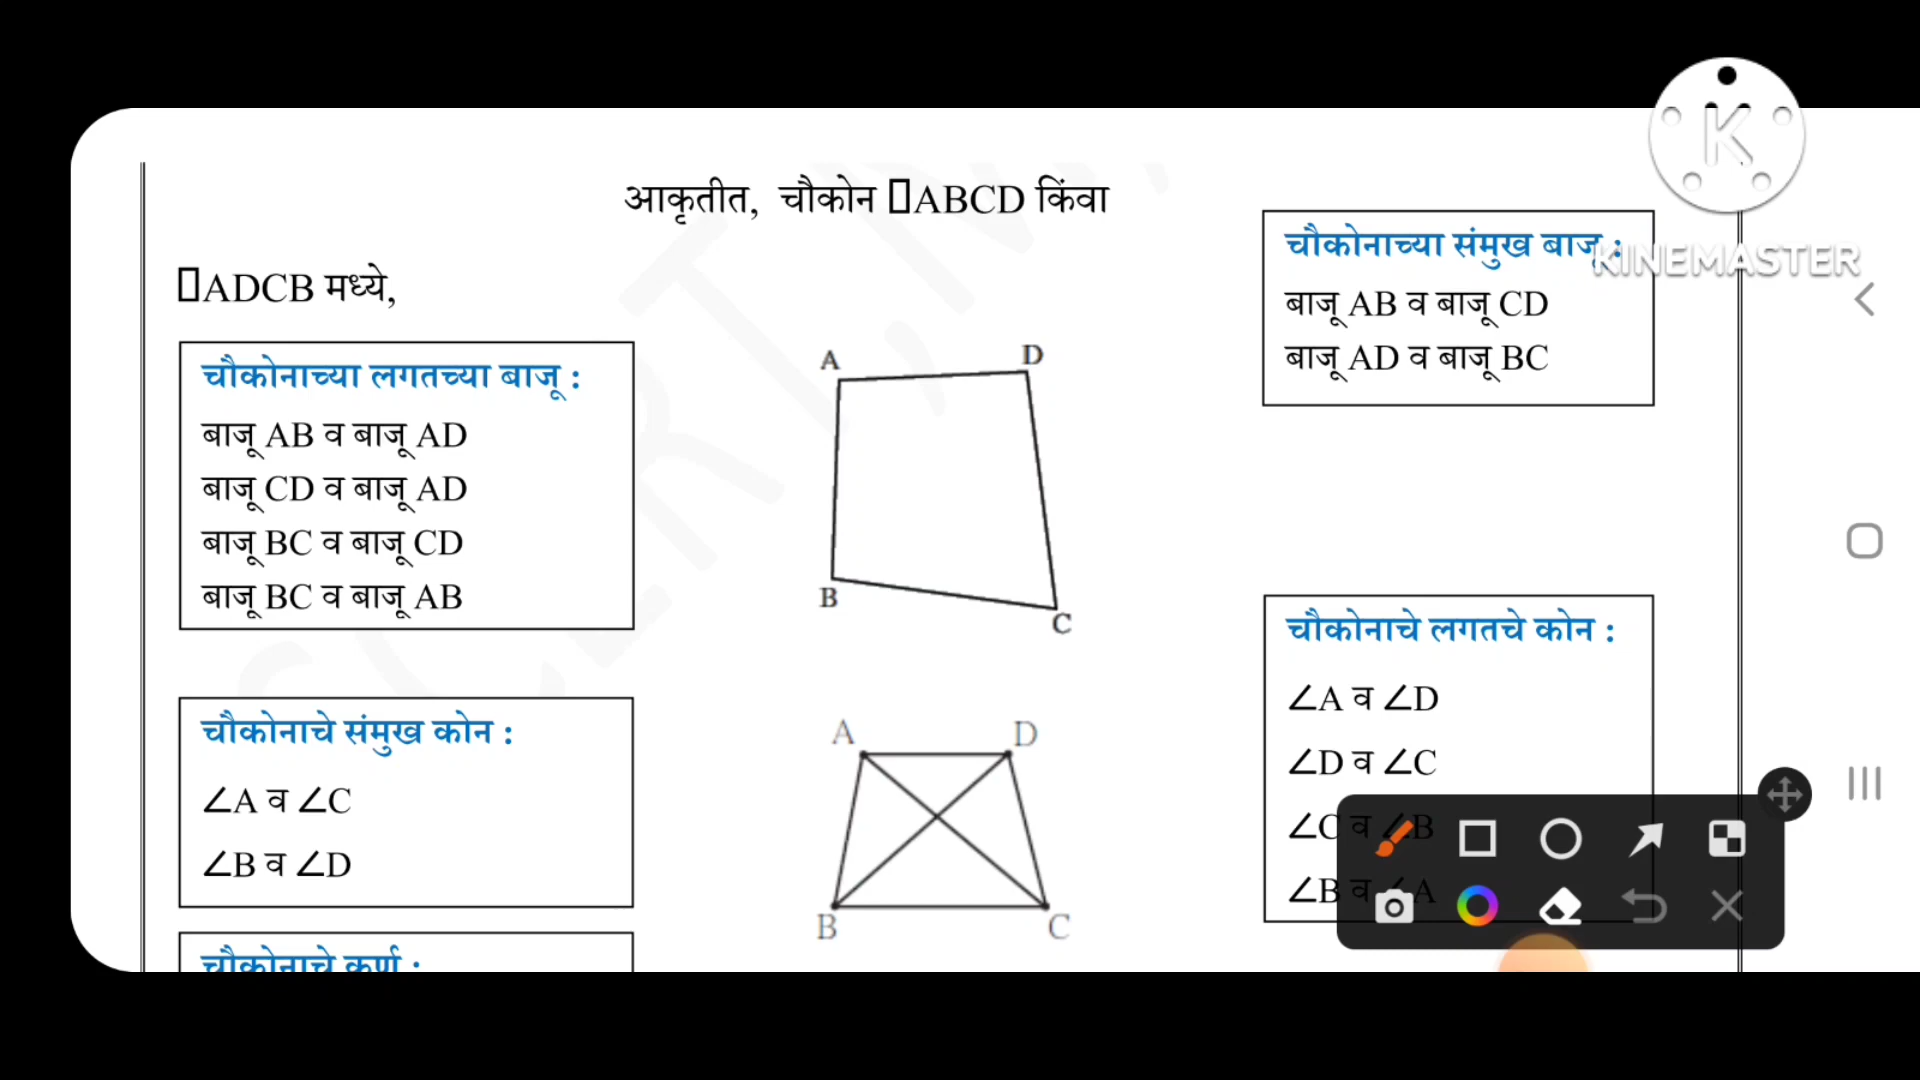 आकृतीत, चौकोन ▯ABCD किंवा
▯ADCB मध्ये,
चौकोनाच्या लगतच्या बाजू :
बाजू AB व बाजू AD
बाजू CD व बाजू AD
बाजू BC व बाजू CD
बाजू BC व बाजू AB
चौकोनाचे संमुख कोन :
∠A व ∠C
∠B व ∠D
चौकोनाचे कर्ण :
A
D
B
C
A
D
B
C
K
KINEMASTER
चौकोनाच्या संमुख बाजू :
बाजू AB व बाजू CD
बाजू AD व बाजू BC
चौकोनाचे लगतचे कोन :
∠A व ∠D
∠D व ∠C
∠C व ∠B
∠B व ∠A